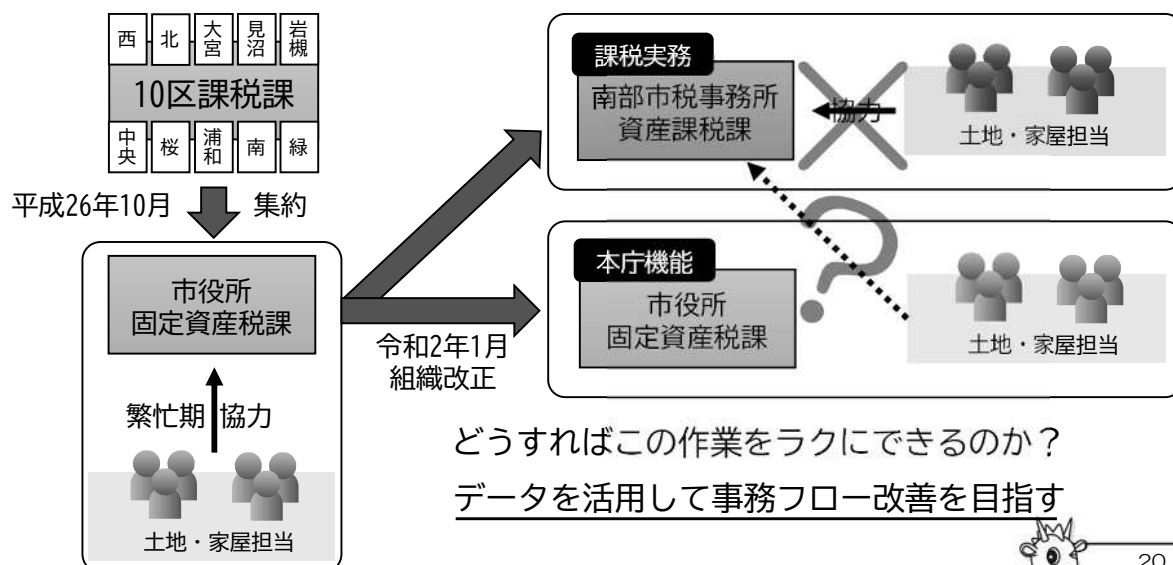 西 北 大宮 見沼 岩槻
10区課税課
中央 桜 浦和 南 緑
平成26年10月 集約
市役所
固定資産税課
繁忙期 協力
土地・家屋担当
令和2年1月
組織改正
課税実務
南部市税事務所
資産課税課
協力
土地・家屋担当
本庁機能
市役所
固定資産税課
?
土地・家屋担当
どうすればこの作業をラクにできるのか？
データを活用して事務フロー改善を目指す
20